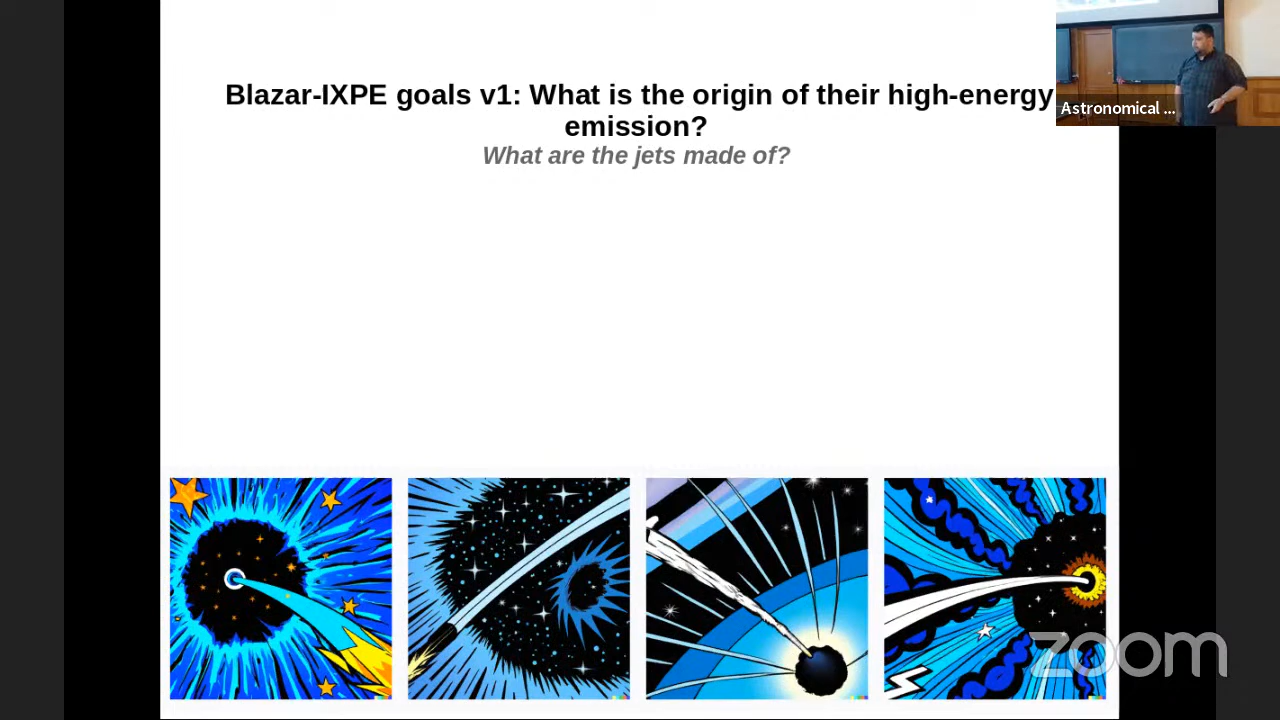 Blazar-IXPE goals v1: What is the origin of their high-energy
emission?
What are the jets made of?
Astronomical ...
zoom